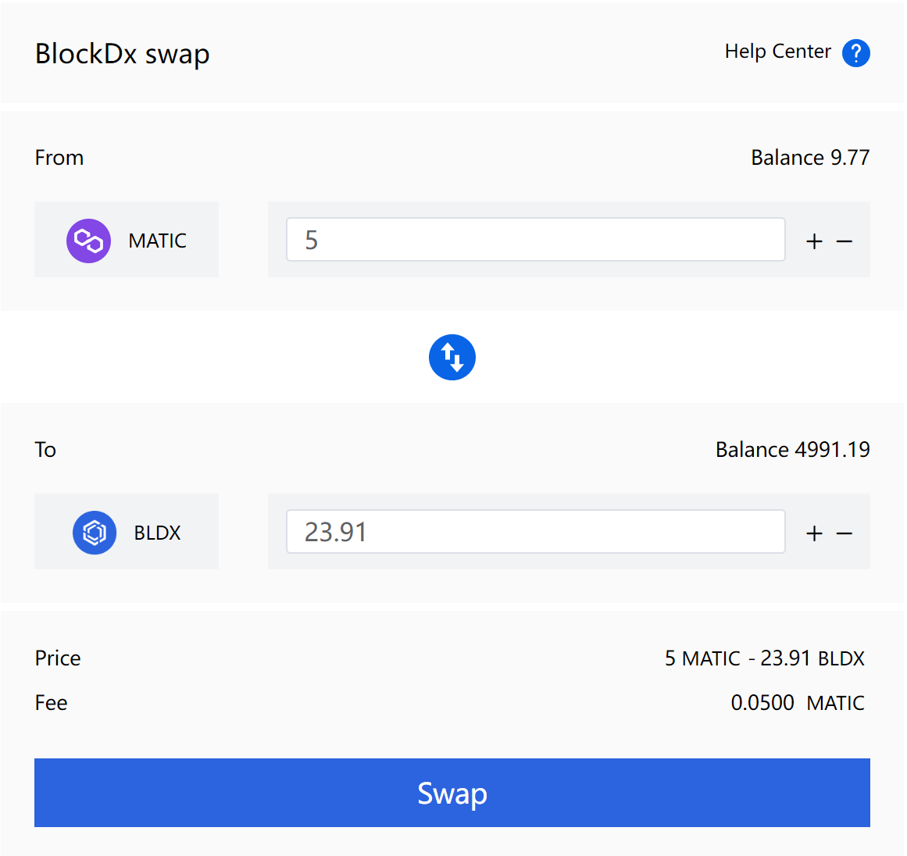 BlockDx swap
Help Center ?
From
Balance 9.77
MATIC
5
+ −
To
Balance 4991.19
BLDX
23.91
+ −
Price
5 MATIC - 23.91 BLDX
Fee
0.0500 MATIC
Swap